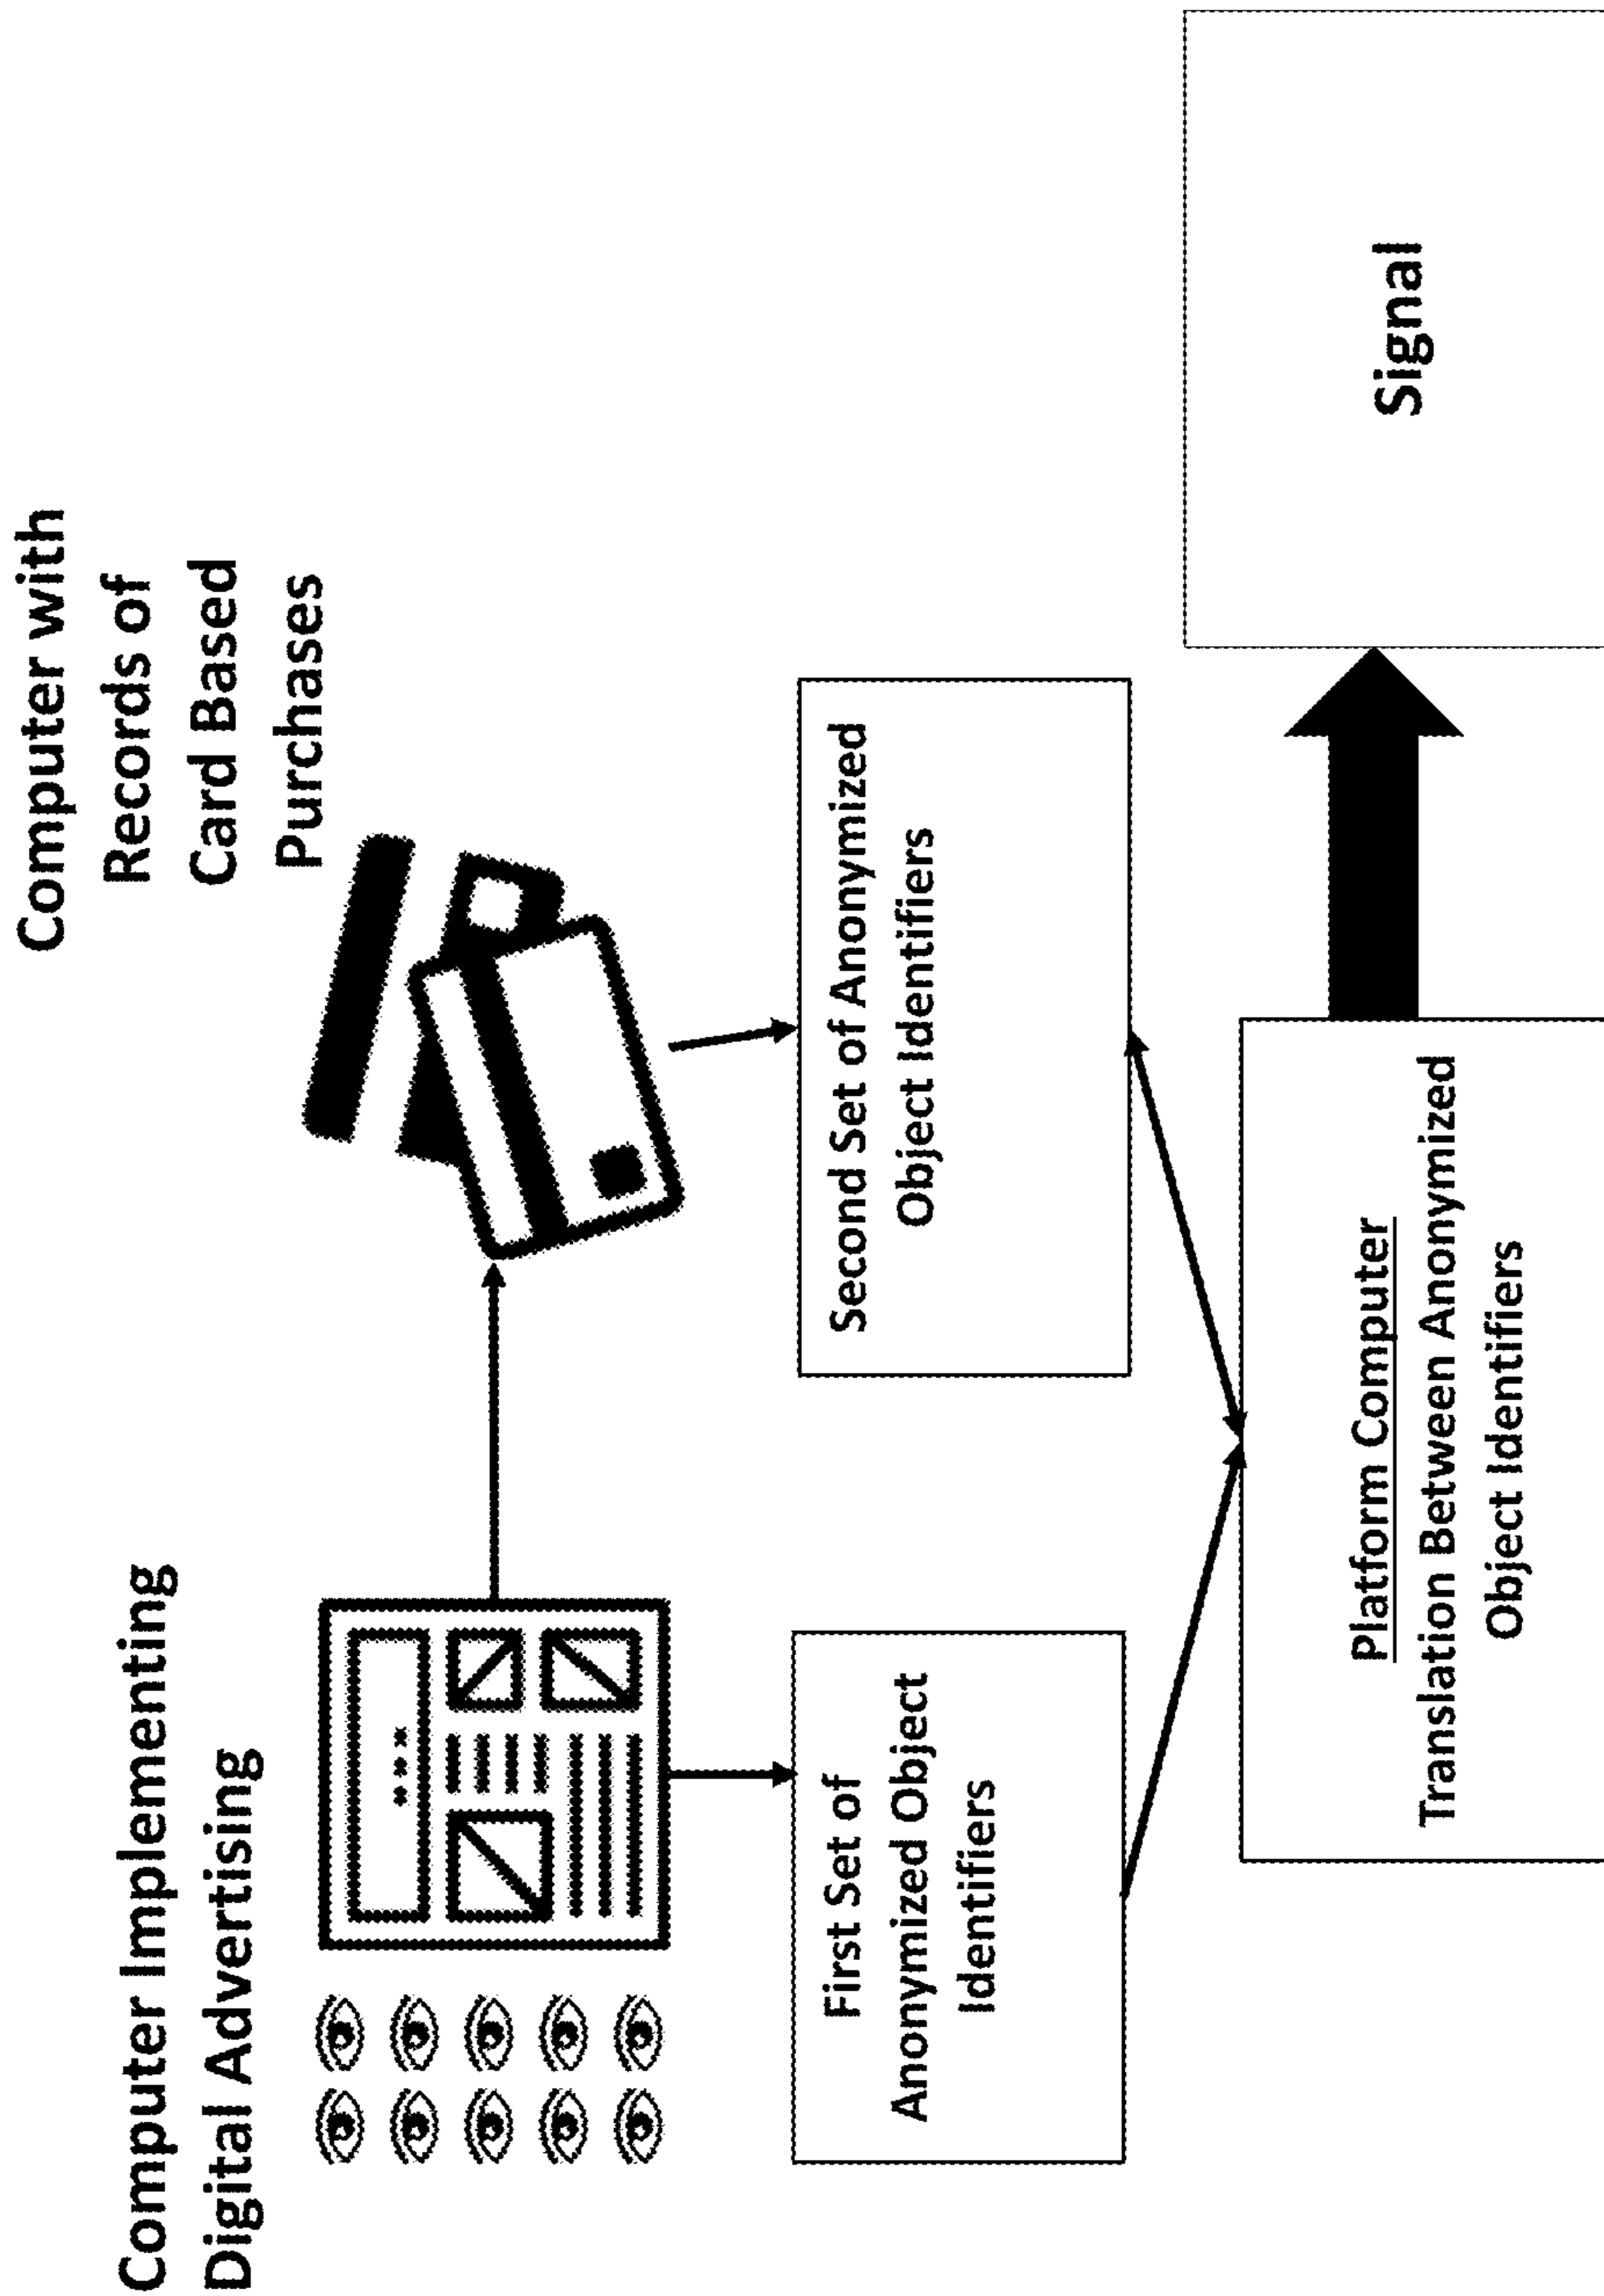 Computer Implementing
Digital Advertising
Computer with
Records of
Card Based
Purchases
First Set of
Anonymized Object
Identifiers
Second Set of Anonymized
Object Identifiers
Platform Computer
Translation Between Anonymized
Object Identifiers
Signal